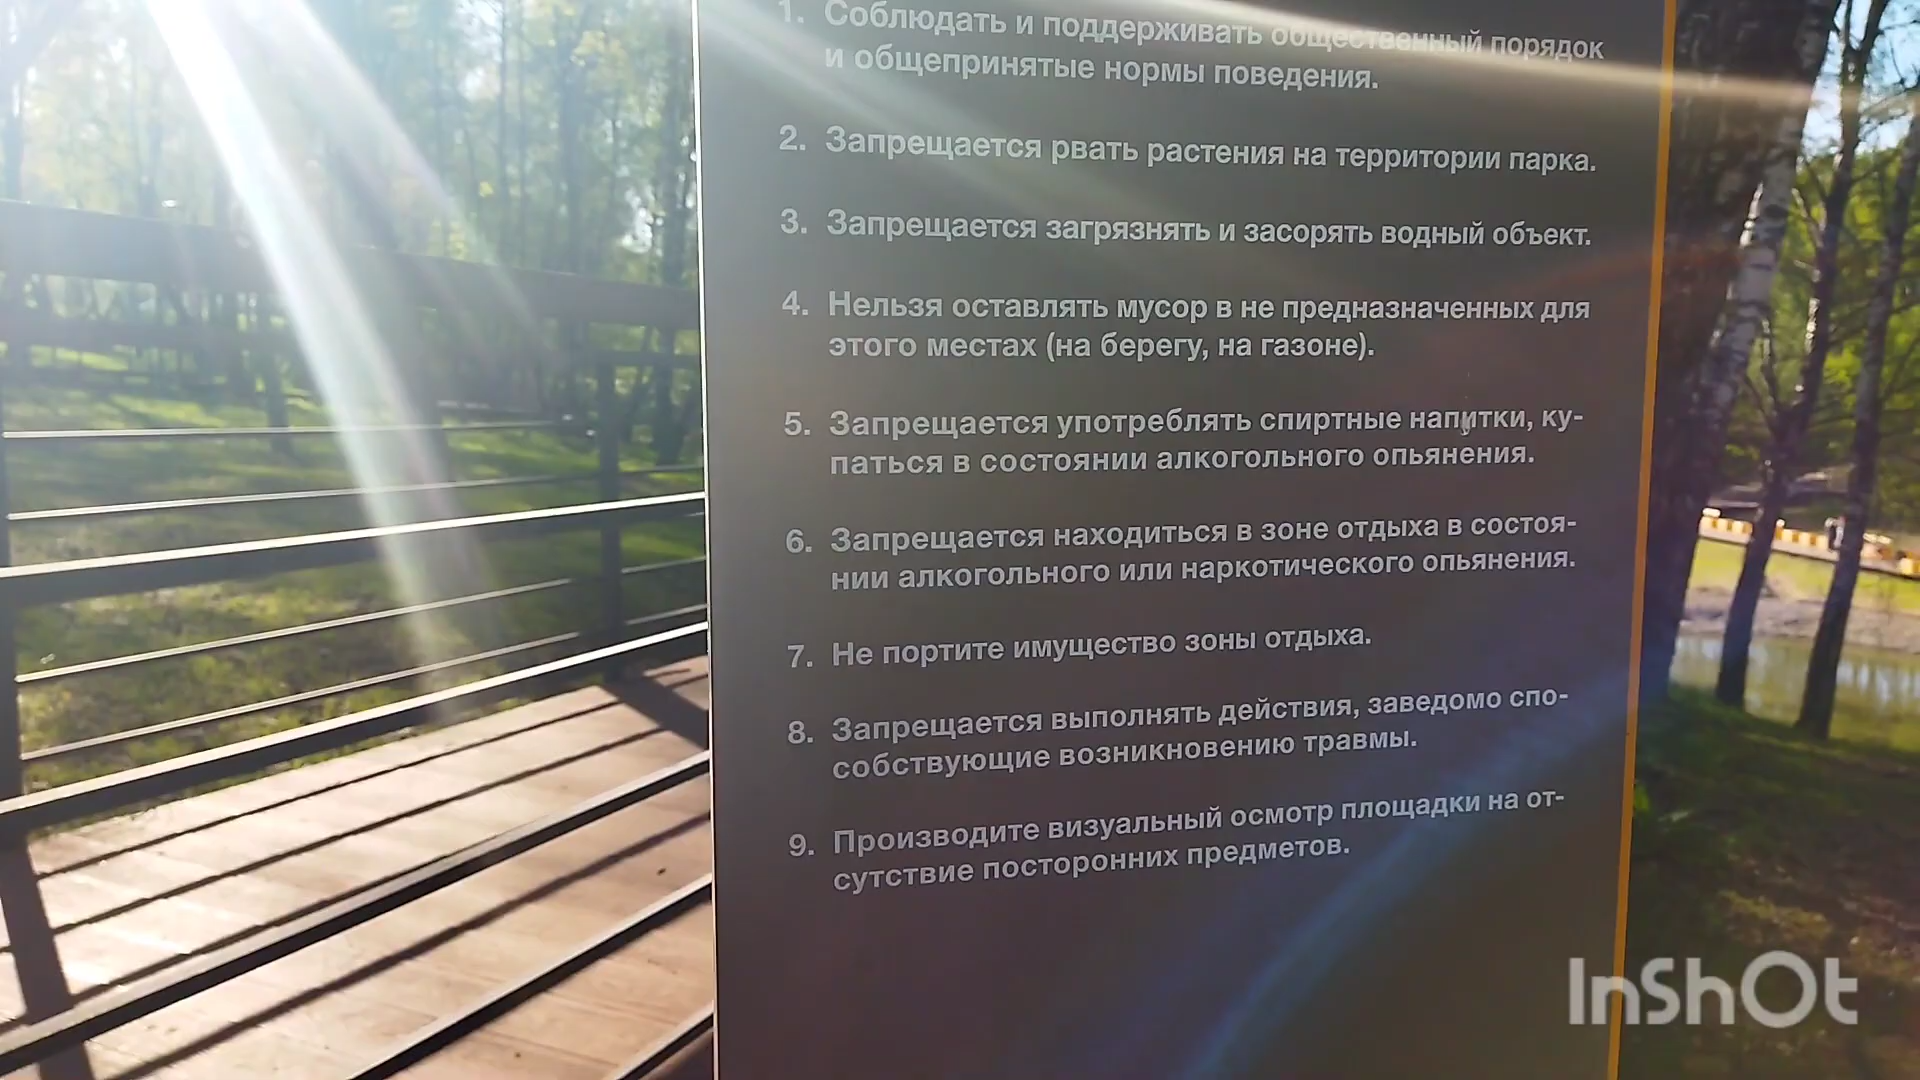 1. Соблюдать и поддерживать общественный порядок
и общепринятые нормы поведения.
2. Запрещается рвать растения на территории парка.
3. Запрещается загрязнять и засорять водный объект.
4. Нельзя оставлять мусор в не предназначенных для
этого местах (на берегу, на газоне).
5. Запрещается употреблять спиртные напитки, ку-
паться в состоянии алкогольного опьянения.
6. Запрещается находиться в зоне отдыха в состоя-
нии алкогольного или наркотического опьянения.
7. Не портите имущество зоны отдыха.
8. Запрещается выполнять действия, заведомо спо-
собствующие возникновению травмы.
9. Производите визуальный осмотр площадки на от-
сутствие посторонних предметов.
InShOt